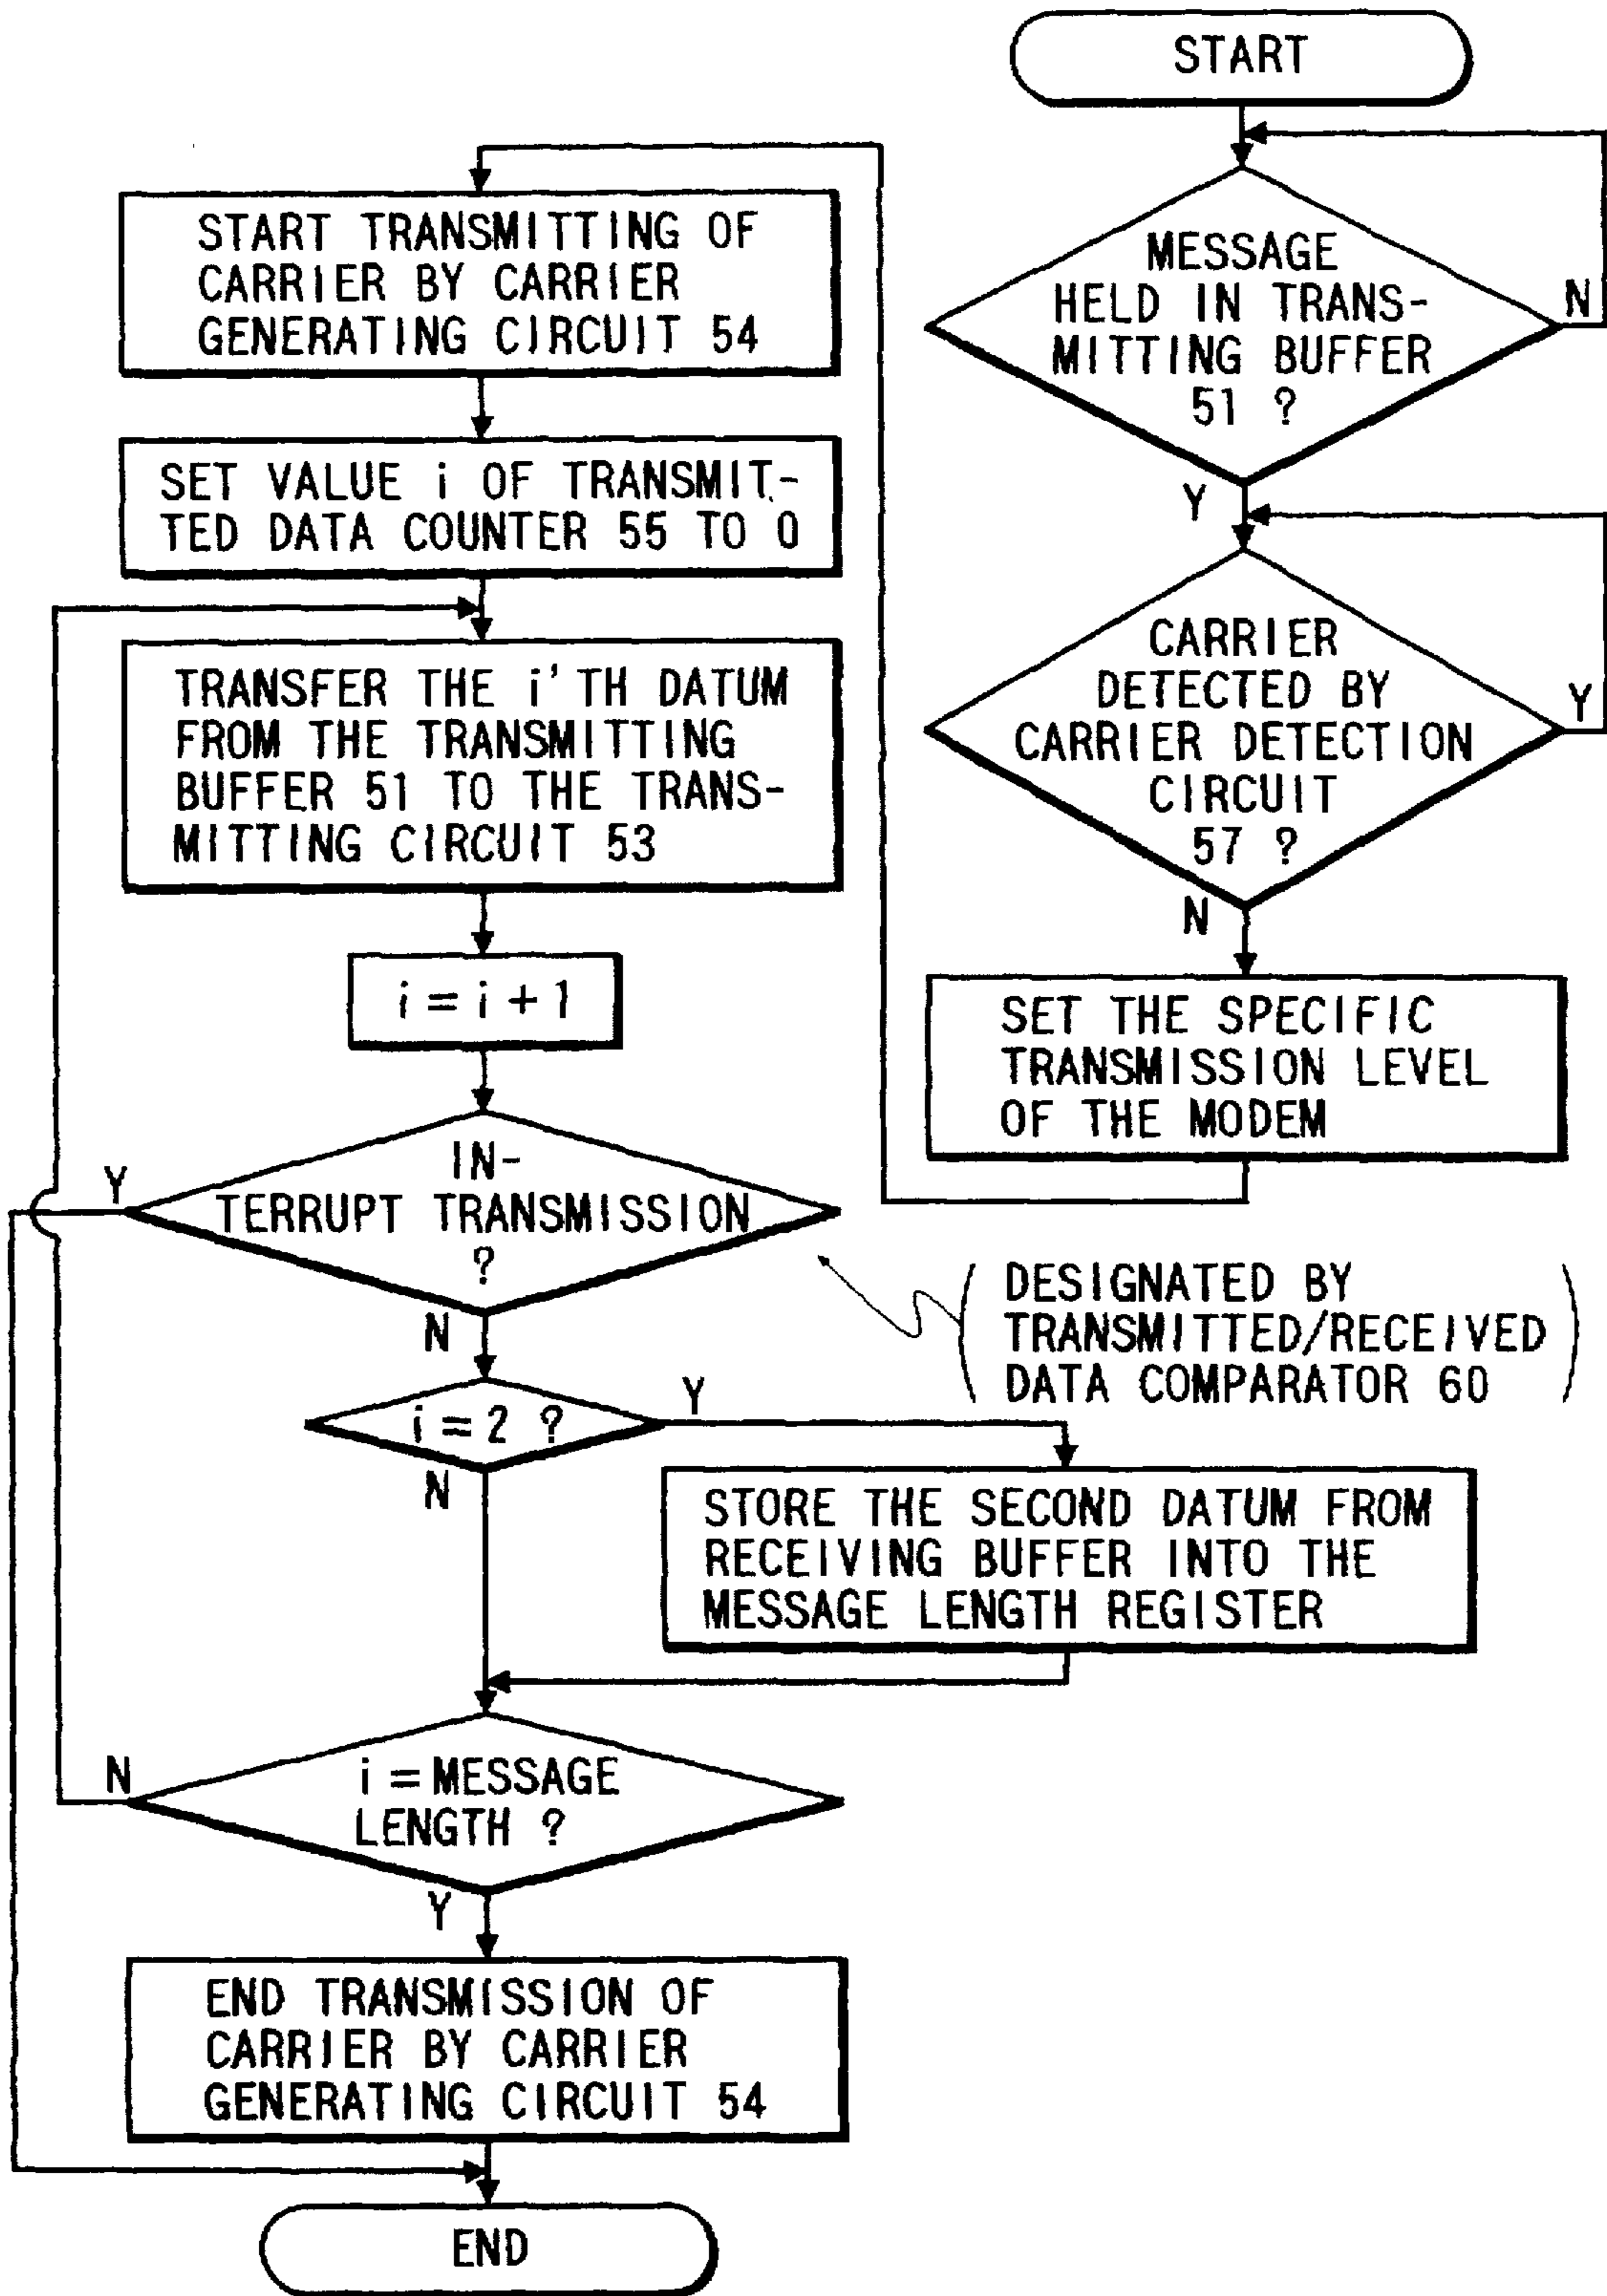 START
MESSAGE
HELD IN TRANS-
MITTING BUFFER
51 ?
N
Y
CARRIER
DETECTED BY
CARRIER DETECTION
CIRCUIT
57 ?
Y
N
SET THE SPECIFIC
TRANSMISSION LEVEL
OF THE MODEM
START TRANSMITTING OF
CARRIER BY CARRIER
GENERATING CIRCUIT 54
SET VALUE i OF TRANSMIT-
TED DATA COUNTER 55 TO 0
TRANSFER THE i'TH DATUM
FROM THE TRANSMITTING
BUFFER 51 TO THE TRANS-
MITTING CIRCUIT 53
i = i + 1
IN-
TERRUPT TRANSMISSION
?
Y
N
(DESIGNATED BY
TRANSMITTED/RECEIVED
DATA COMPARATOR 60)
i = 2 ?
Y
N
STORE THE SECOND DATUM FROM
RECEIVING BUFFER INTO THE
MESSAGE LENGTH REGISTER
i = MESSAGE
LENGTH ?
N
Y
END TRANSMISSION OF
CARRIER BY CARRIER
GENERATING CIRCUIT 54
END